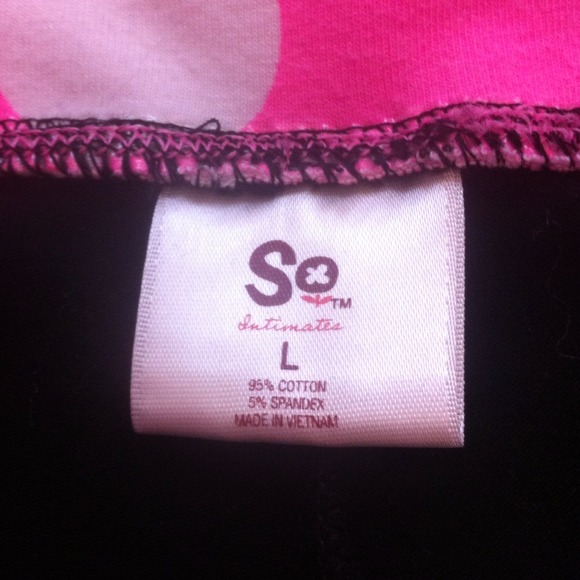 So™
Intimates
L
95% COTTON
5% SPANDEX
MADE IN VIETNAM